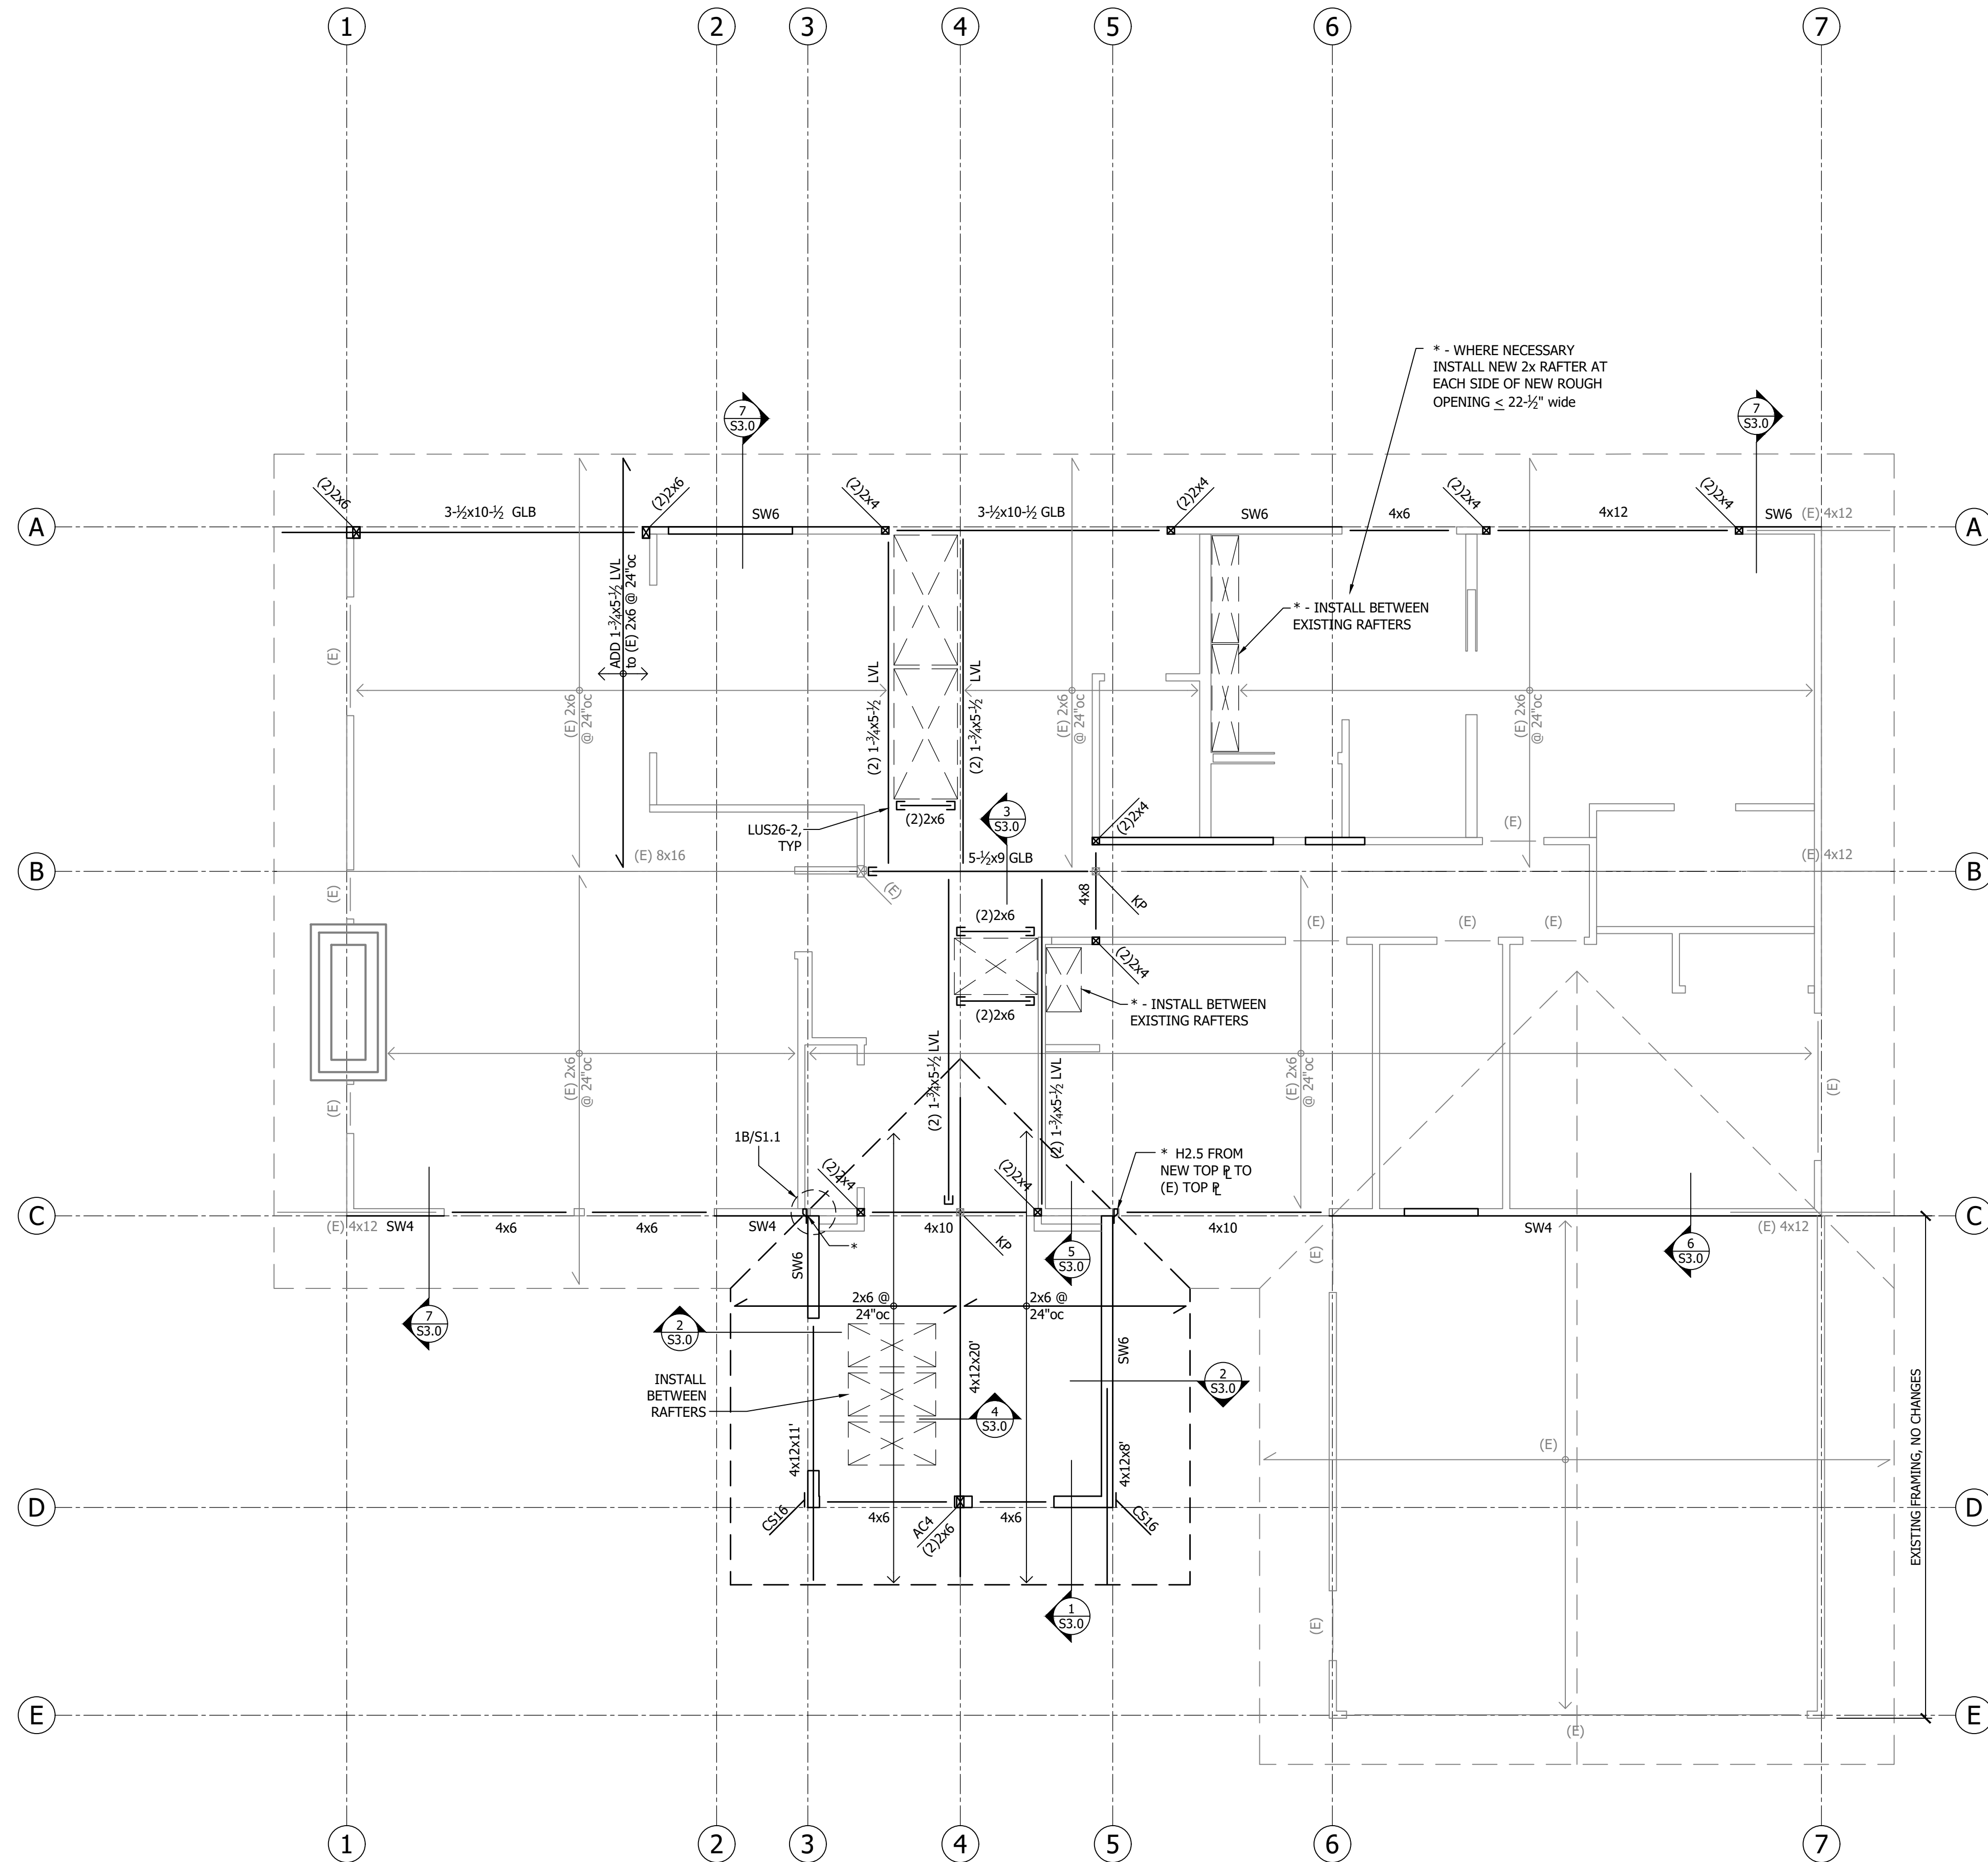 1
2
3
4
5
6
7
* - WHERE NECESSARY
INSTALL NEW 2x RAFTER AT
EACH SIDE OF NEW ROUGH
OPENING ≤ 22-½" wide
7
S3.0
7
S3.0
(2)2x6
(2)2x6
(2)2x4
(2)2x4
(2)2x4
(2)2x4
A
3-½x10-½ GLB
SW6
3-½x10-½ GLB
SW6
4x6
4x12
SW6
(E) 4x12
A
ADD 1-¾x5-½ LVL
to (E) 2x6 @ 24"oc
* - INSTALL BETWEEN
EXISTING RAFTERS
(E)
(E) 2x6
@ 24"oc
(2) 1-¾x5-½ LVL
(2) 1-¾x5-½ LVL
(E) 2x6
@ 24"oc
(E) 2x6
@ 24"oc
LUS26-2,
TYP
(2)2x6
3
S3.0
(2)2x4
(E)
(E) 8x16
5-½x9 GLB
(E) 4x12
B
B
(E)
(E)
4x8
KP
(2)2x6
(E)
(E)
(E)
(2)2x4
* - INSTALL BETWEEN
EXISTING RAFTERS
(2)2x6
(E)
(E) 2x6
@ 24"oc
(2) 1-¾x5-½ LVL
(2) 1-¾x5-½ LVL
(E) 2x6
@ 24"oc
(E)
1B/S1.1
(2)2x4
(2)2x4
* H2.5 FROM
NEW TOP PL TO
(E) TOP PL
C
(E) 4x12
SW4
4x6
4x6
SW4
4x10
4x10
SW4
(E) 4x12
C
*
KP
SW6
5
S3.0
(E)
6
S3.0
7
S3.0
2x6 @
24"oc
2x6 @
24"oc
2
S3.0
SW6
INSTALL
BETWEEN
RAFTERS
4x12x20'
2
S3.0
4
S3.0
4x12x11'
4x12x8'
(E)
EXISTING FRAMING, NO CHANGES
D
CS16
4x6
AC4
(2)2x6
4x6
CS16
D
1
S3.0
(E)
E
(E)
E
1
2
3
4
5
6
7